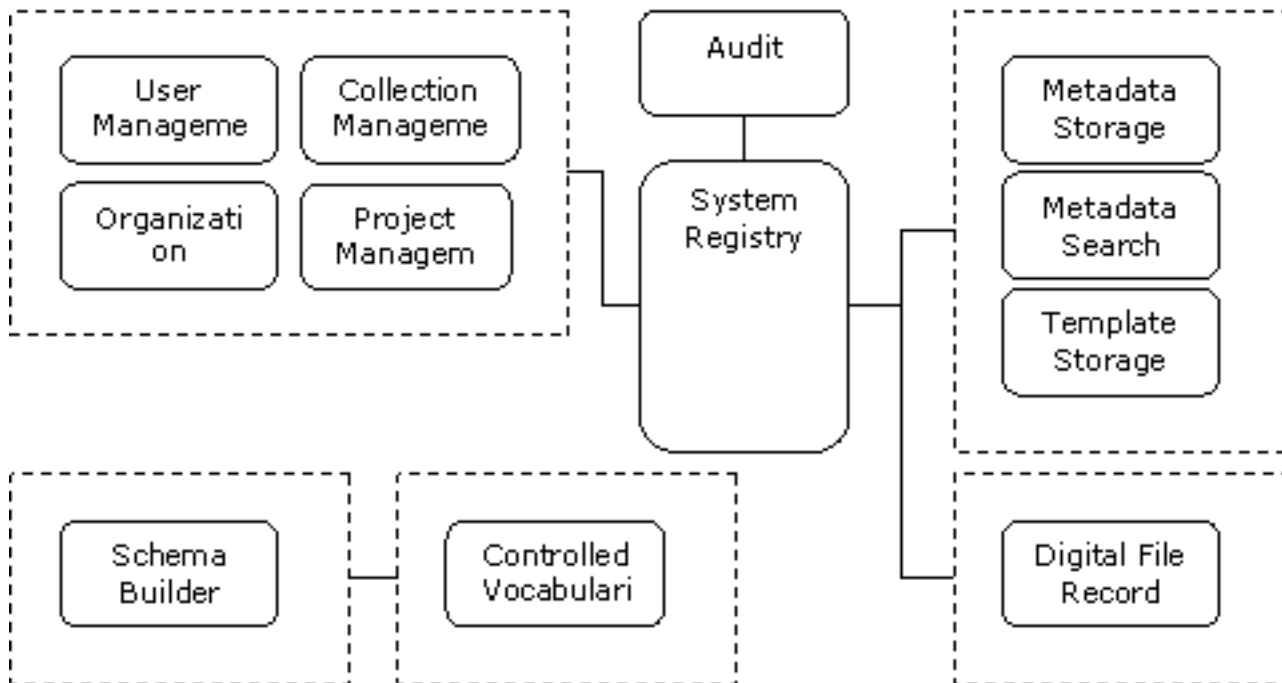 User
Manageme
Collection
Manageme
Organizati
on
Project
Managem
Audit
System
Registry
Metadata
Storage
Metadata
Search
Template
Storage
Schema
Builder
Controlled
Vocabulari
Digital File
Record